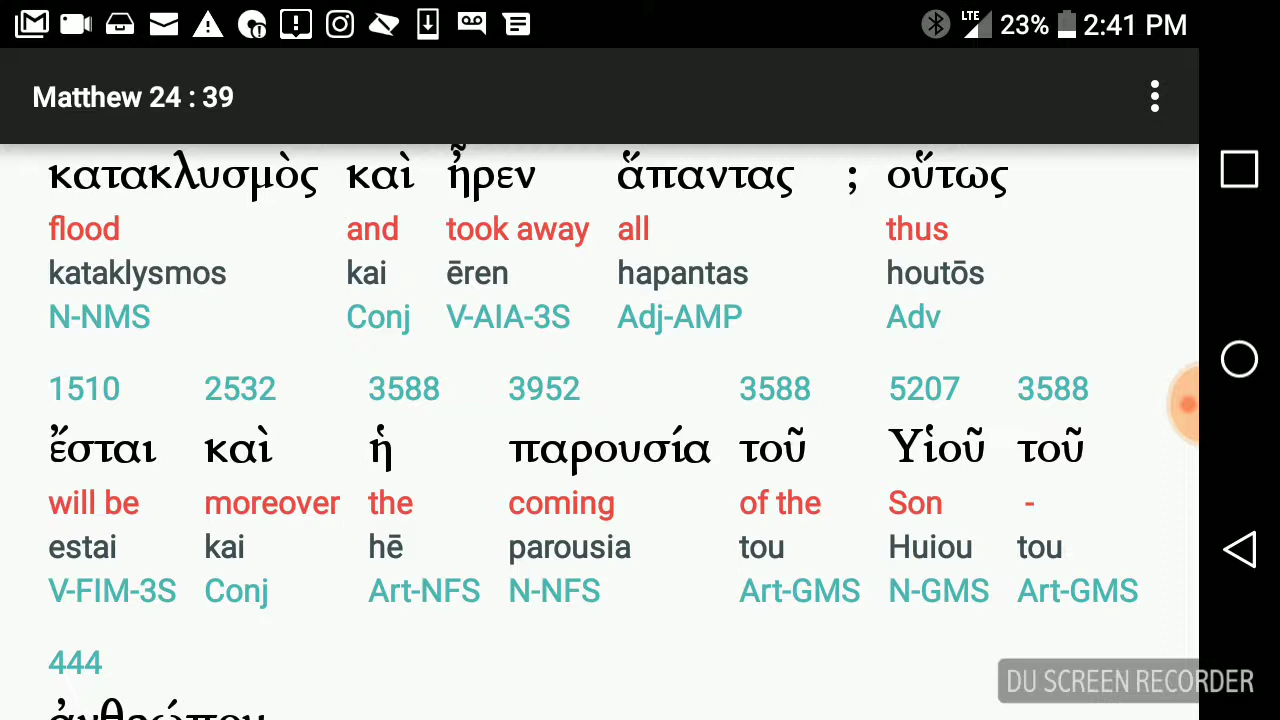 LTE 23% 2:41 PM
Matthew 24 : 39
κατακλυσμὸς καὶ ἦρεν ἅπαντας ; οὕτως
flood and took away all thus
kataklysmos kai ēren hapantas houtōs
N-NMS Conj V-AIA-3S Adj-AMP Adv
1510 2532 3588 3952 3588 5207 3588
ἔσται καὶ ἡ παρουσία τοῦ Υἱοῦ τοῦ
will be moreover the coming of the Son -
estai kai hē parousia tou Huiou tou
V-FIM-3S Conj Art-NFS N-NFS Art-GMS N-GMS Art-GMS
444
ἀνθρώπου
DU SCREEN RECORDER